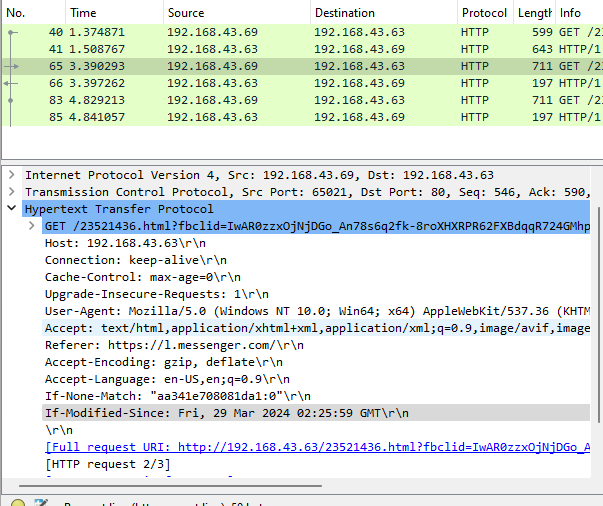 No. Time Source Destination Protocol Length Info
40 1.374871 192.168.43.69 192.168.43.63 HTTP 599 GET /2
41 1.508767 192.168.43.63 192.168.43.69 HTTP 643 HTTP/1
65 3.390293 192.168.43.69 192.168.43.63 HTTP 711 GET /2
66 3.397262 192.168.43.63 192.168.43.69 HTTP 197 HTTP/1
83 4.829213 192.168.43.69 192.168.43.63 HTTP 711 GET /2
85 4.841057 192.168.43.63 192.168.43.69 HTTP 197 HTTP/1
Internet Protocol Version 4, Src: 192.168.43.69, Dst: 192.168.43.63
Transmission Control Protocol, Src Port: 65021, Dst Port: 80, Seq: 546, Ack: 590,
Hypertext Transfer Protocol
GET /23521436.html?fbclid=IwAR0zzxOjNjDGo_An78s6q2fk-8roXHXRPR62FXBdqqR724GMhp
Host: 192.168.43.63\r\n
Connection: keep-alive\r\n
Cache-Control: max-age=0\r\n
Upgrade-Insecure-Requests: 1\r\n
User-Agent: Mozilla/5.0 (Windows NT 10.0; Win64; x64) AppleWebKit/537.36 (KHTM
Accept: text/html,application/xhtml+xml,application/xml;q=0.9,image/avif,image
Referer: https://l.messenger.com/\r\n
Accept-Encoding: gzip, deflate\r\n
Accept-Language: en-US,en;q=0.9\r\n
If-None-Match: "aa341e708081da1:0"\r\n
If-Modified-Since: Fri, 29 Mar 2024 02:25:59 GMT\r\n
\r\n
[Full request URI: http://192.168.43.63/23521436.html?fbclid=IwAR0zzxOjNjDGo_A
[HTTP request 2/3]